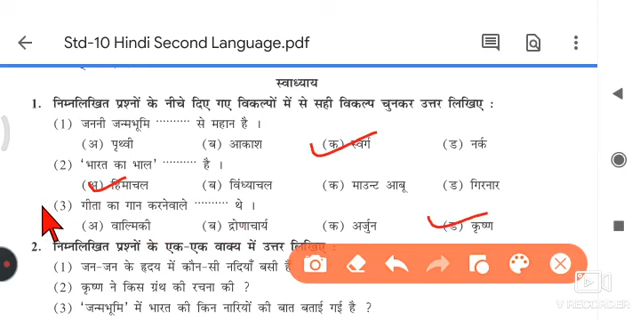 Std-10 Hindi Second Language.pdf
स्वाध्याय
1. निम्नलिखित प्रश्नों के नीचे दिए गए विकल्पों में से सही विकल्प चुनकर उत्तर लिखिए :
(1) जननी जन्मभूमि ·········· से महान है ।
(अ) पृथ्वी (ब) आकाश (क) स्वर्ग (ड) नर्क
(2) 'भारत का भाल' ·········· है ।
(अ) हिमाचल (ब) विंध्याचल (क) माउन्ट आबू (ड) गिरनार
(3) गीता का गान करनेवाले ·········· थे ।
(अ) वाल्मिकी (ब) द्रोणाचार्य (क) अर्जुन (ड) कृष्ण
2. निम्नलिखित प्रश्नों के एक-एक वाक्य में उत्तर लिखिए :
(1) जन-जन के हृदय में कौन-सी नदियाँ बसी हैं
(2) कृष्ण ने किस ग्रंथ की रचना की ?
(3) 'जन्मभूमि' में भारत की किन नारियों की बात बताई गई है ?
V RECORDER